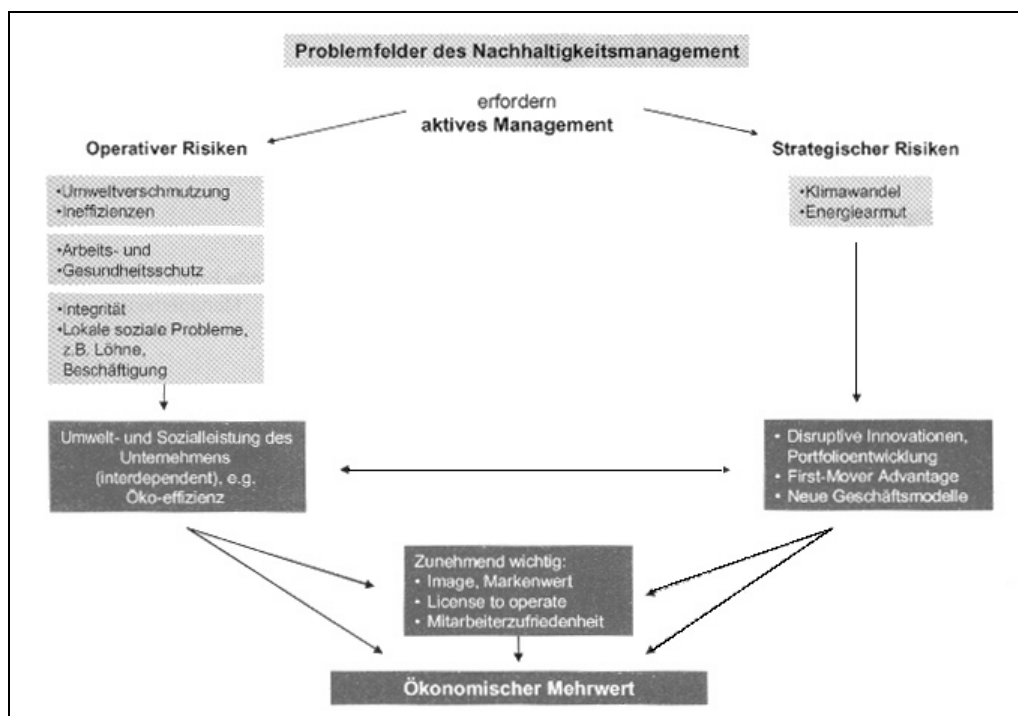 Problemfelder des Nachhaltigkeitsmanagement
erfordern
aktives Management
Operativer Risiken
•Umweltverschmutzung
•Ineffizienzen
•Arbeits- und
•Gesundheitsschutz
•Integrität
•Lokale soziale Probleme,
z.B. Löhne,
Beschäftigung
Umwelt- und Sozialleistung des
Unternehmens
(interdependent), e.g.
Öko-effizienz
Strategischer Risiken
•Klimawandel
•Energiearmut
• Disruptive Innovationen,
Portfolioentwicklung
• First-Mover Advantage
• Neue Geschäftsmodelle
Zunehmend wichtig:
• Image, Markenwert
• License to operate
• Mitarbeiterzufriedenheit
Ökonomischer Mehrwert